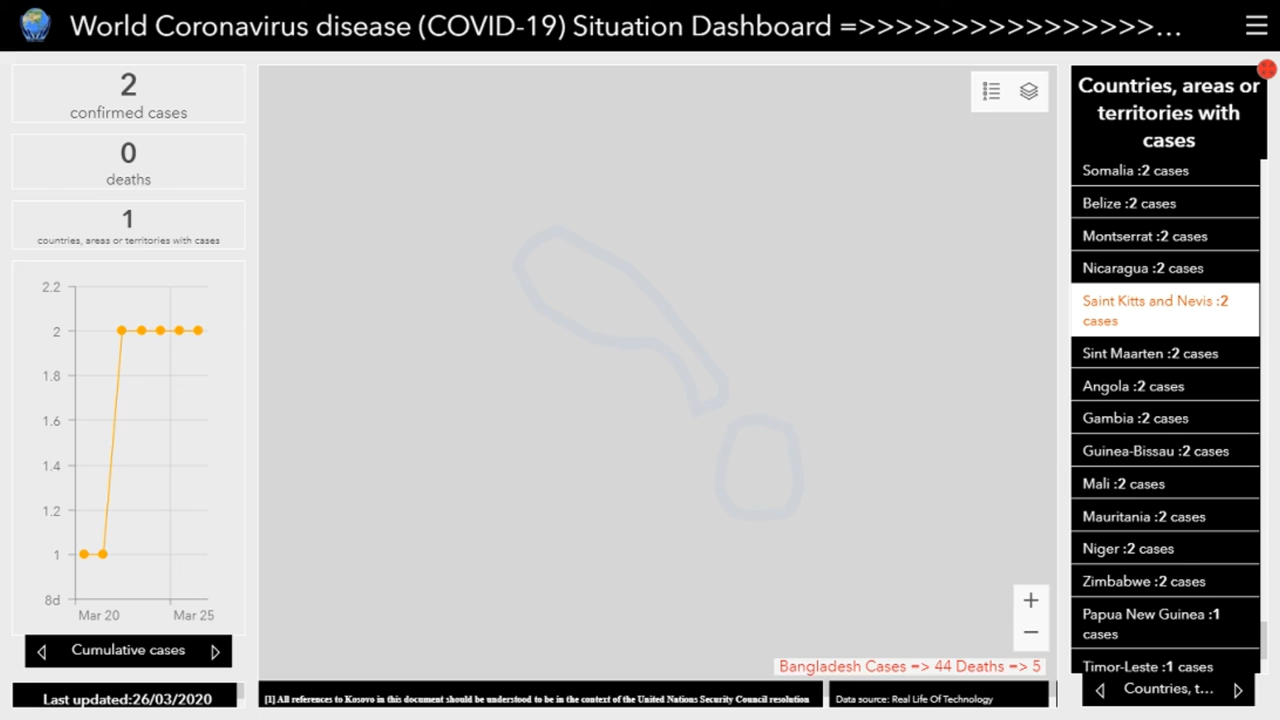 World Coronavirus disease (COVID-19) Situation Dashboard =>>>>>>>>>>>>>>>>>...
2
confirmed cases
0
deaths
1
countries, areas or territories with cases
2.2
2
1.8
1.6
1.4
1.2
1
8d
Mar 20
Mar 25
Cumulative cases
Last updated:26/03/2020
Bangladesh Cases => 44 Deaths => 5
[1] All references to Kosovo in this document should be understood to be in the context of the United Nations Security Council resolution
Data source: Real Life Of Technology
Countries, areas or
territories with
cases
Somalia :2 cases
Belize :2 cases
Montserrat :2 cases
Nicaragua :2 cases
Saint Kitts and Nevis :2
cases
Sint Maarten :2 cases
Angola :2 cases
Gambia :2 cases
Guinea-Bissau :2 cases
Mali :2 cases
Mauritania :2 cases
Niger :2 cases
Zimbabwe :2 cases
Papua New Guinea :1
cases
Timor-Leste :1 cases
Countries, t...